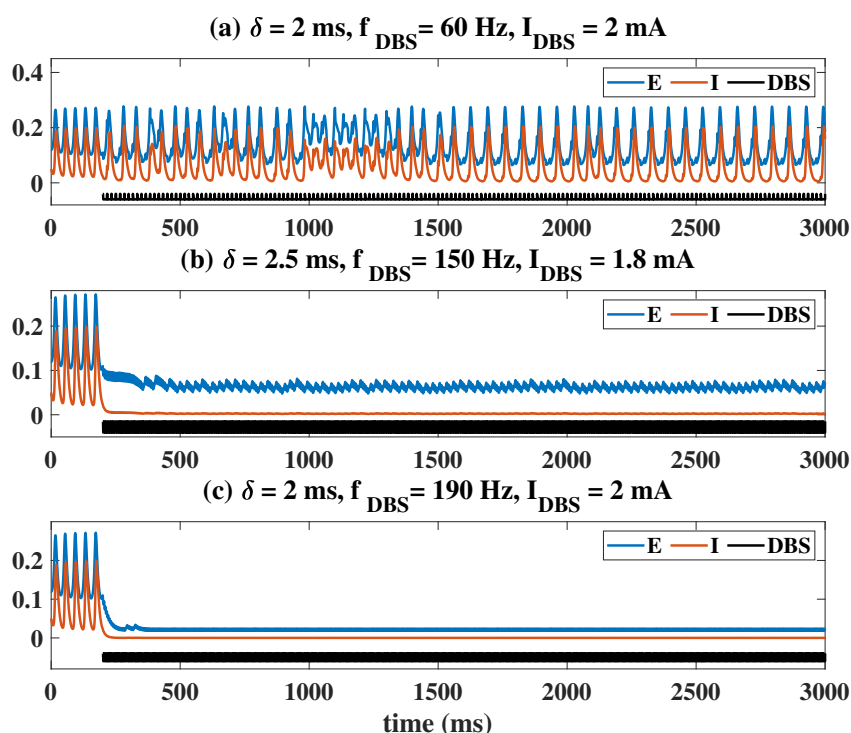 (a) δ = 2 ms, f DBS= 60 Hz, I DBS = 2 mA
0.4
E I DBS
0.2
0
0 500 1000 1500 2000 2500 3000
(b) δ = 2.5 ms, f DBS= 150 Hz, I DBS = 1.8 mA
E I DBS
0.2
0.1
0
0 500 1000 1500 2000 2500 3000
(c) δ = 2 ms, f DBS= 190 Hz, I DBS = 2 mA
E I DBS
0.2
0.1
0
0 500 1000 1500 2000 2500 3000
time (ms)